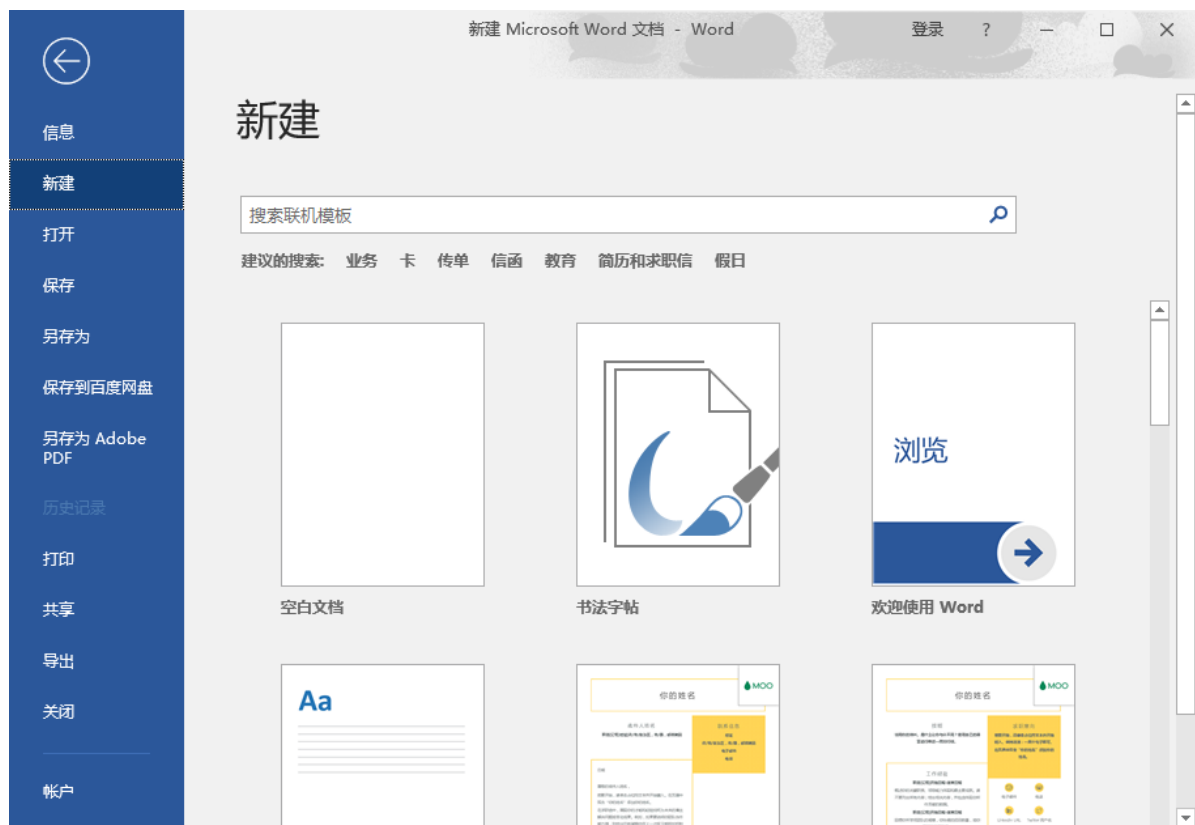 新建 Microsoft Word 文档 - Word
登录 ?
信息
新建
打开
保存
另存为
保存到百度网盘
另存为 Adobe
PDF
历史记录
打印
共享
导出
关闭
帐户
新建
搜索联机模板
建议的搜索: 业务 卡 传单 信函 教育 简历和求职信 假日
浏览
空白文档 书法字帖 欢迎使用 Word
Aa
你的姓名 MOO
你的姓名 MOO